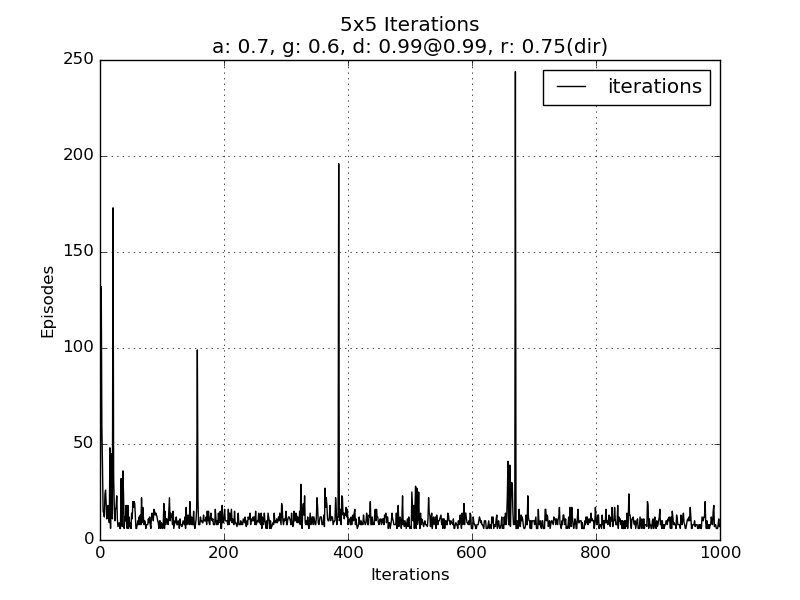 5x5 Iterations
a: 0.7, g: 0.6, d: 0.99@0.99, r: 0.75(dir)
iterations
250
200
150
100
50
0
Episodes
0 200 400 600 800 1000
Iterations